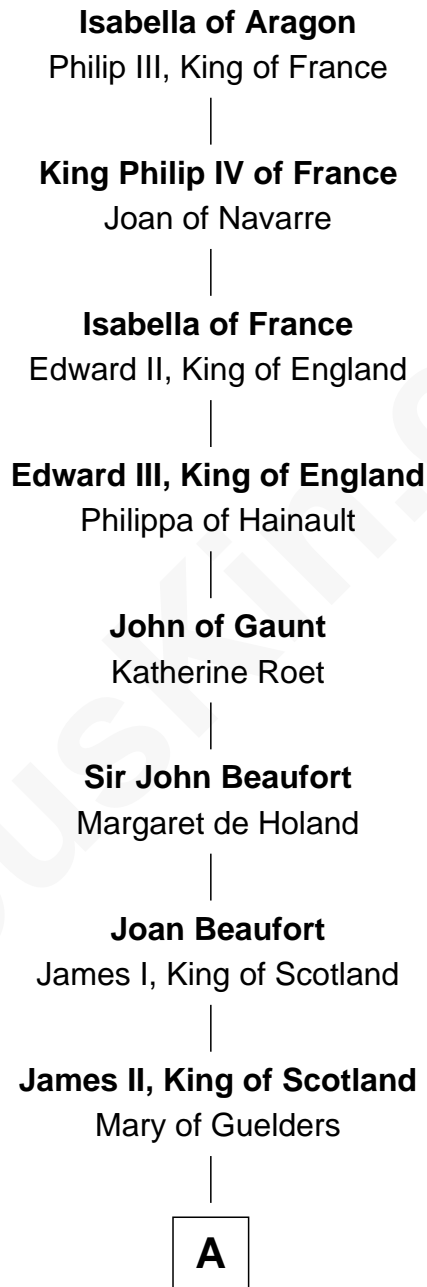 Isabella of Aragon
Philip III, King of France
King Philip IV of France
Joan of Navarre
Isabella of France
Edward II, King of England
Edward III, King of England
Philippa of Hainault
John of Gaunt
Katherine Roet
Sir John Beaufort
Margaret de Holand
Joan Beaufort
James I, King of Scotland
James II, King of Scotland
Mary of Guelders
A